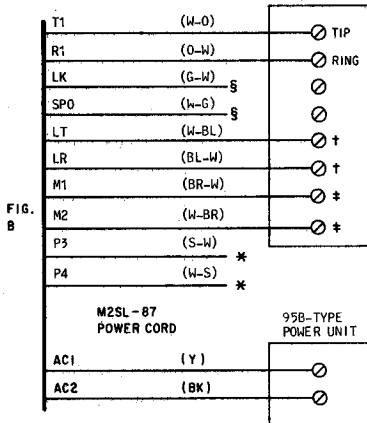 T1 (W-O) TIP
R1 (O-W) RING
LK (G-W) §
SPO (W-G) §
LT (W-BL) †
LR (BL-W) †
M1 (BR-W) ‡
M2 (W-BR) ‡
FIG. B
P3 (S-W) *
P4 (W-S) *
M2SL-87
POWER CORD
95B-TYPE
POWER UNIT
AC1 (Y)
AC2 (BK)